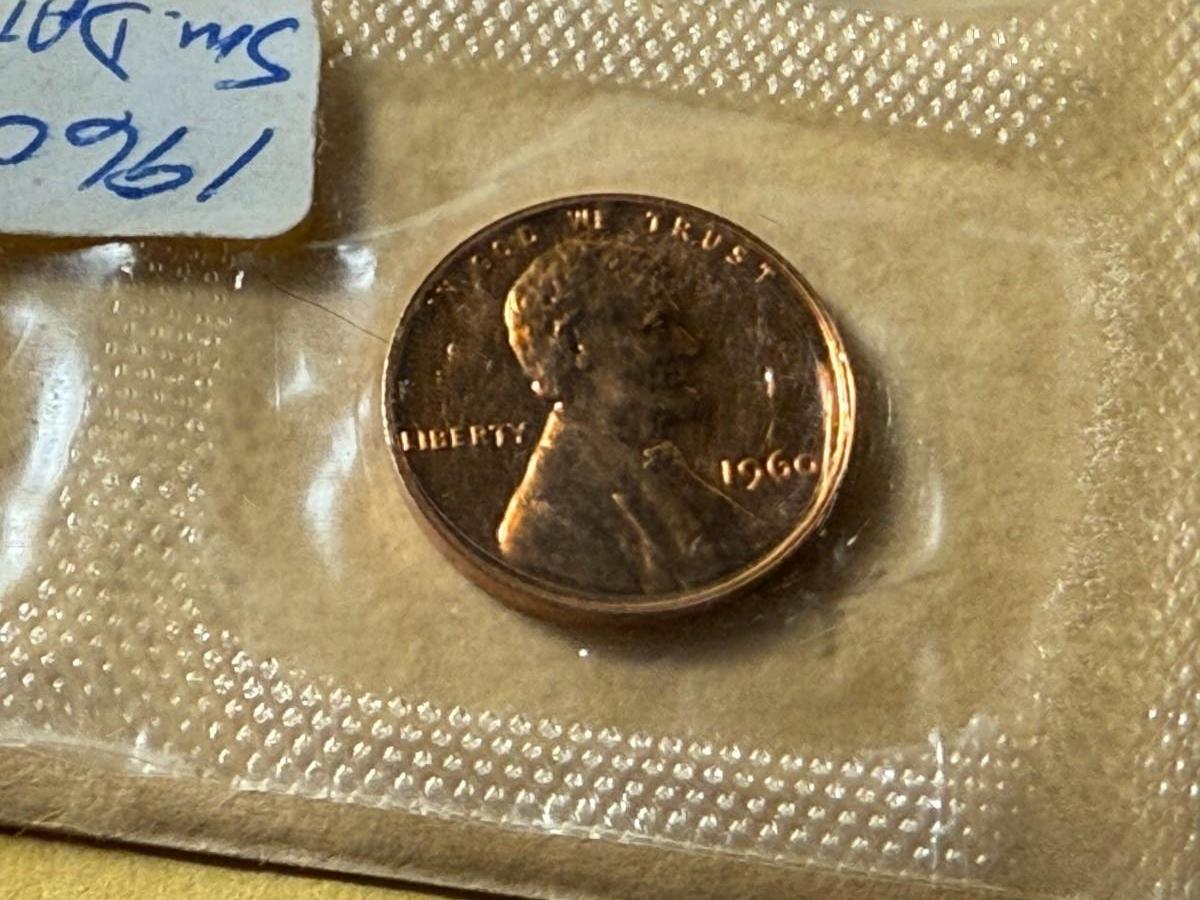 1960
Sm. DAT
IN GOD WE TRUST
LIBERTY
1960